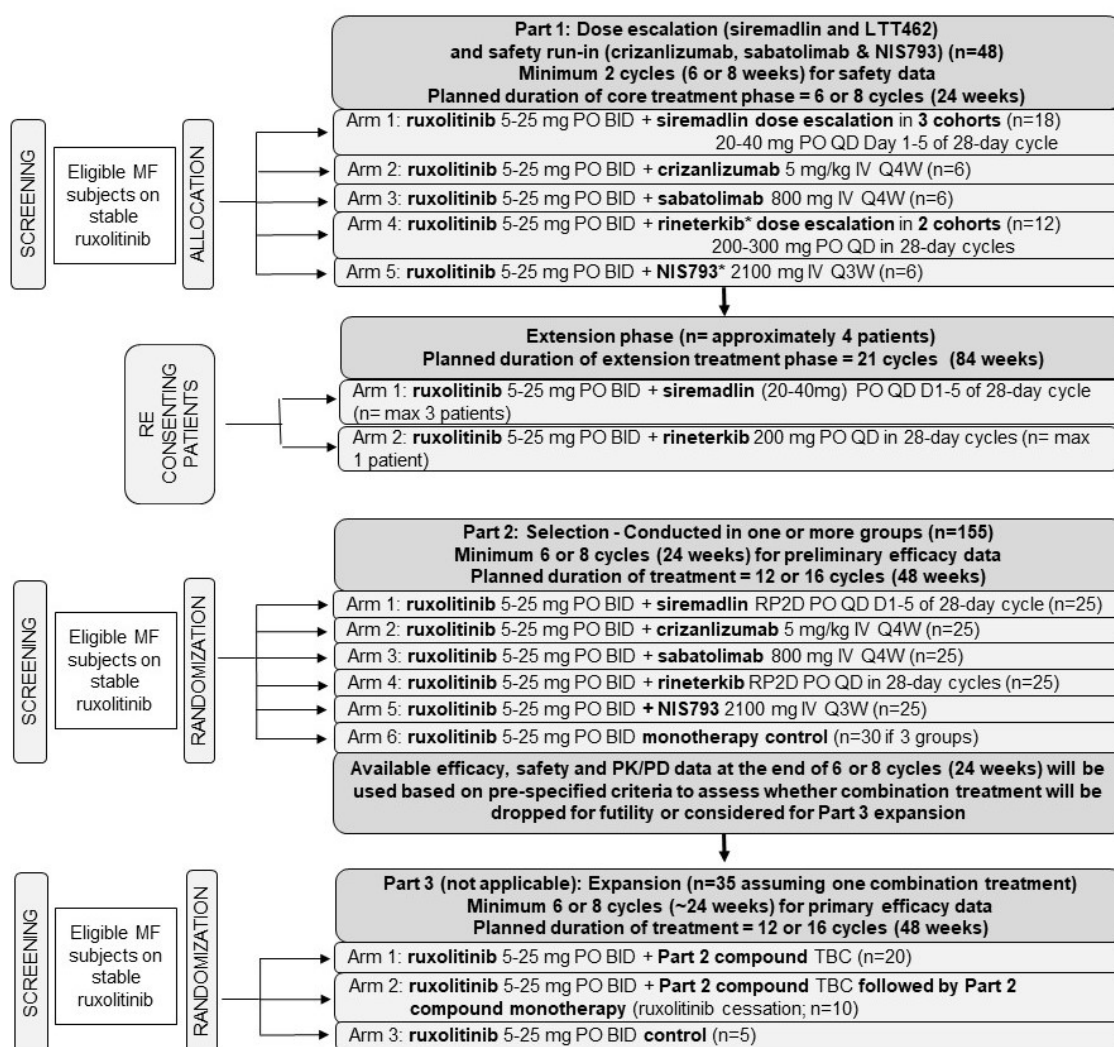 Part 1: Dose escalation (siremadlin and LTT462)
and safety run-in (crizanlizumab, sabatolimab & NIS793) (n=48)
Minimum 2 cycles (6 or 8 weeks) for safety data
Planned duration of core treatment phase = 6 or 8 cycles (24 weeks)
SCREENING
Eligible MF
subjects on
stable
ruxolitinib
ALLOCATION
Arm 1: ruxolitinib 5-25 mg PO BID + siremadlin dose escalation in 3 cohorts (n=18)
20-40 mg PO QD Day 1-5 of 28-day cycle
Arm 2: ruxolitinib 5-25 mg PO BID + crizanlizumab 5 mg/kg IV Q4W (n=6)
Arm 3: ruxolitinib 5-25 mg PO BID + sabatolimab 800 mg IV Q4W (n=6)
Arm 4: ruxolitinib 5-25 mg PO BID + rineterkib* dose escalation in 2 cohorts (n=12)
200-300 mg PO QD in 28-day cycles
Arm 5: ruxolitinib 5-25 mg PO BID + NIS793* 2100 mg IV Q3W (n=6)
Extension phase (n= approximately 4 patients)
Planned duration of extension treatment phase = 21 cycles (84 weeks)
RE
CONSENTING
PATIENTS
Arm 1: ruxolitinib 5-25 mg PO BID + siremadlin (20-40mg) PO QD D1-5 of 28-day cycle
(n= max 3 patients)
Arm 2: ruxolitinib 5-25 mg PO BID + rineterkib 200 mg PO QD in 28-day cycles (n= max
1 patient)
Part 2: Selection - Conducted in one or more groups (n=155)
Minimum 6 or 8 cycles (24 weeks) for preliminary efficacy data
Planned duration of treatment = 12 or 16 cycles (48 weeks)
SCREENING
Eligible MF
subjects on
stable
ruxolitinib
RANDOMIZATION
Arm 1: ruxolitinib 5-25 mg PO BID + siremadlin RP2D PO QD D1-5 of 28-day cycle (n=25)
Arm 2: ruxolitinib 5-25 mg PO BID + crizanlizumab 5 mg/kg IV Q4W (n=25)
Arm 3: ruxolitinib 5-25 mg PO BID + sabatolimab 800 mg IV Q4W (n=25)
Arm 4: ruxolitinib 5-25 mg PO BID + rineterkib RP2D PO QD in 28-day cycles (n=25)
Arm 5: ruxolitinib 5-25 mg PO BID + NIS793 2100 mg IV Q3W (n=25)
Arm 6: ruxolitinib 5-25 mg PO BID monotherapy control (n=30 if 3 groups)
Available efficacy, safety and PK/PD data at the end of 6 or 8 cycles (24 weeks) will be
used based on pre-specified criteria to assess whether combination treatment will be
dropped for futility or considered for Part 3 expansion
Part 3 (not applicable): Expansion (n=35 assuming one combination treatment)
Minimum 6 or 8 cycles (~24 weeks) for primary efficacy data
Planned duration of treatment = 12 or 16 cycles (48 weeks)
SCREENING
Eligible MF
subjects on
stable
ruxolitinib
RANDOMIZATION
Arm 1: ruxolitinib 5-25 mg PO BID + Part 2 compound TBC (n=20)
Arm 2: ruxolitinib 5-25 mg PO BID + Part 2 compound TBC followed by Part 2
compound monotherapy (ruxolitinib cessation; n=10)
Arm 3: ruxolitinib 5-25 mg PO BID control (n=5)